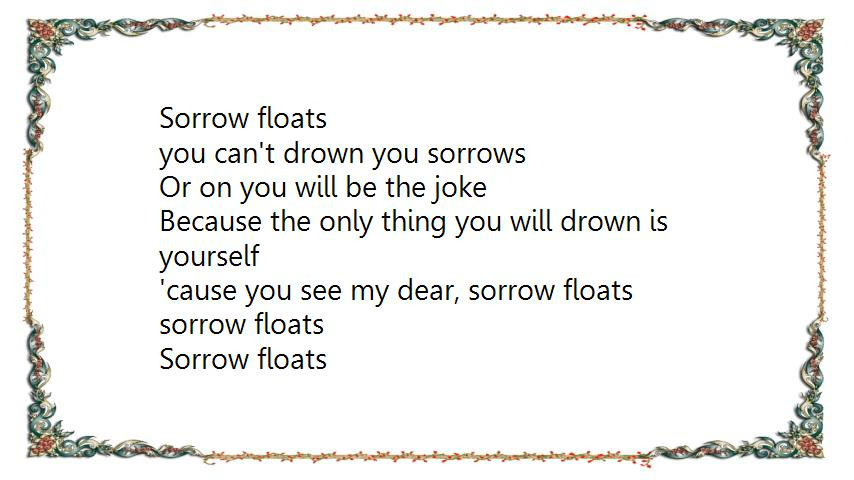 Sorrow floats
you can't drown you sorrows
Or on you will be the joke
Because the only thing you will drown is
yourself
'cause you see my dear, sorrow floats
sorrow floats
Sorrow floats